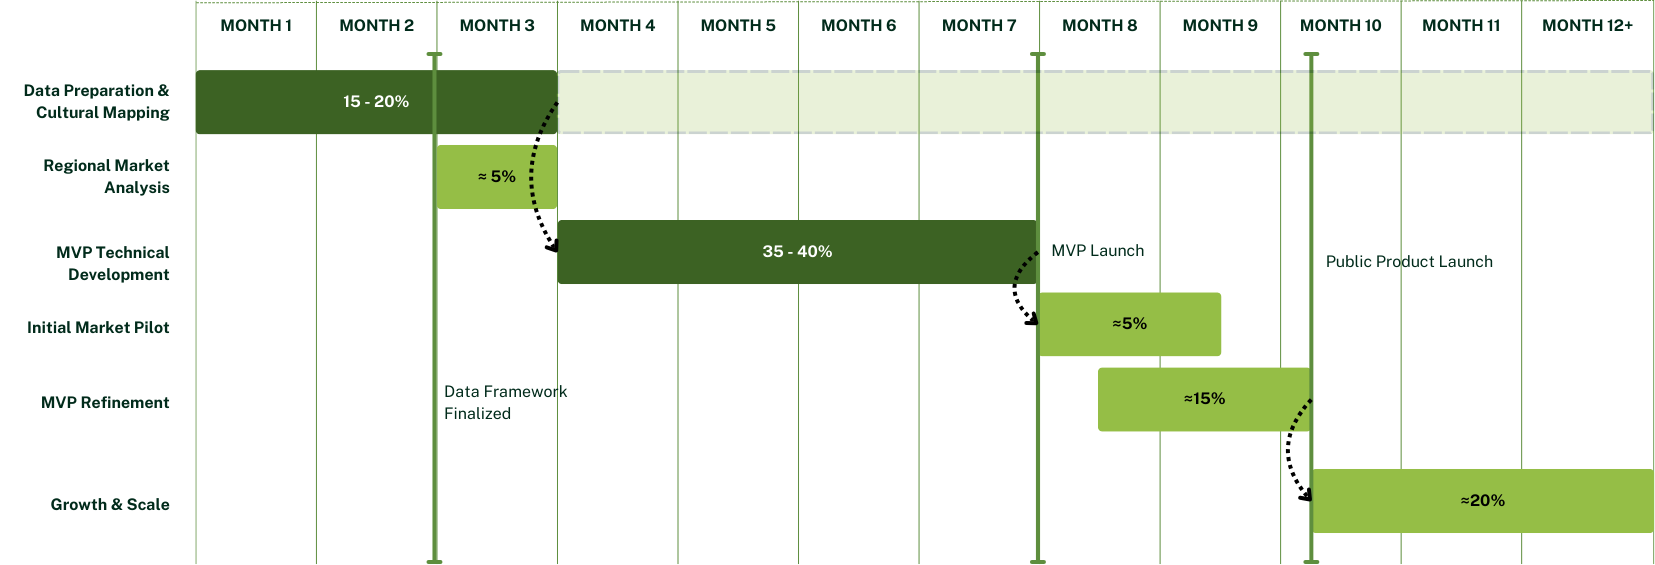 MONTH 1
MONTH 2
MONTH 3
MONTH 4
MONTH 5
MONTH 6
MONTH 7
MONTH 8
MONTH 9
MONTH 10
MONTH 11
MONTH 12+
Data Preparation &
Cultural Mapping
15 - 20%
Regional Market
Analysis
≈ 5%
MVP Technical
Development
35 - 40%
MVP Launch
Public Product Launch
Initial Market Pilot
≈5%
MVP Refinement
≈15%
Data Framework
Finalized
Growth & Scale
≈20%